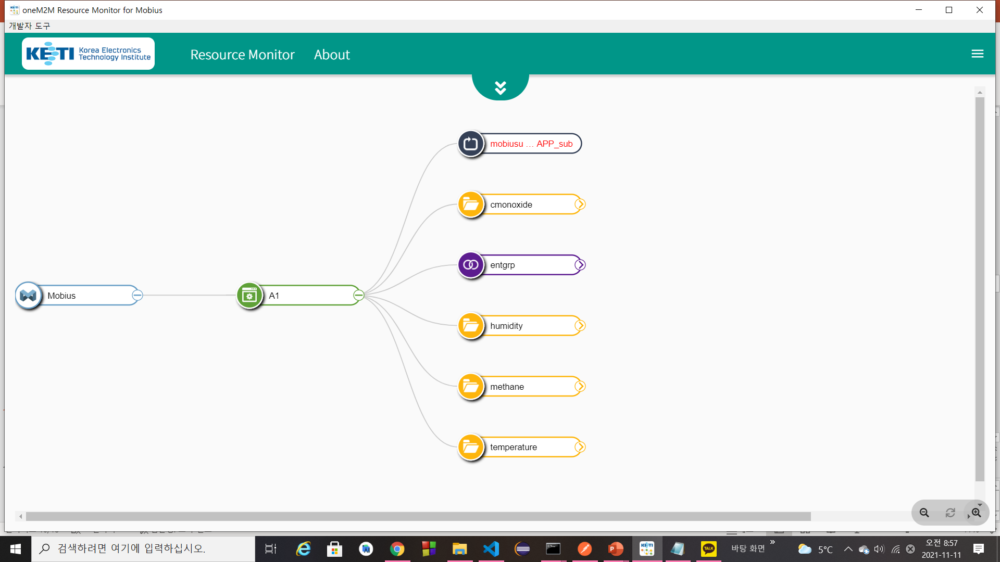 oneM2M Resource Monitor for Mobius
개발자 도구
KETI Korea Electronics Technology Institute
Resource Monitor
About
mobiusu ... APP_sub
cmonoxide
entgrp
Mobius
A1
humidity
methane
temperature
검색하려면 여기에 입력하십시오.
KETI
TALK
바탕 화면
5°C
오전 8:57
2021-11-11